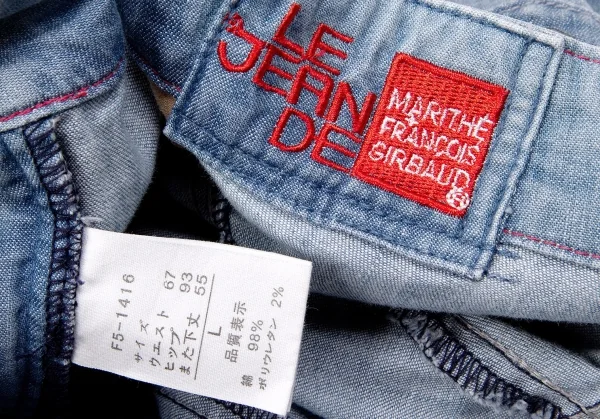 LE
JEAN
DE
MARITHÉ
+
FRANÇOIS
GIRBAUD
®
F5-1416
サイズ
ウエスト 67
ヒップ 93
また下丈 55
L
品質表示
綿 98%
ポリウレタン 2%